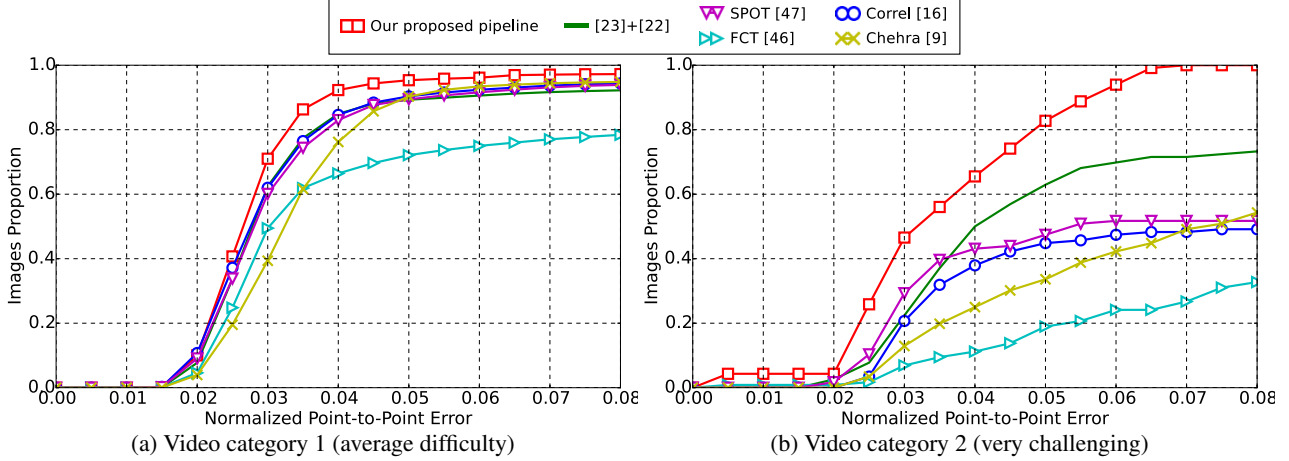 Our proposed pipeline
[23]+[22]
SPOT [47]
FCT [46]
Correl [16]
Chehra [9]
Images Proportion
1.0
0.8
0.6
0.4
0.2
0.0
0.00 0.01 0.02 0.03 0.04 0.05 0.06 0.07 0.08
Normalized Point-to-Point Error
(a) Video category 1 (average difficulty)
Images Proportion
1.0
0.8
0.6
0.4
0.2
0.0
0.00 0.01 0.02 0.03 0.04 0.05 0.06 0.07 0.08
Normalized Point-to-Point Error
(b) Video category 2 (very challenging)